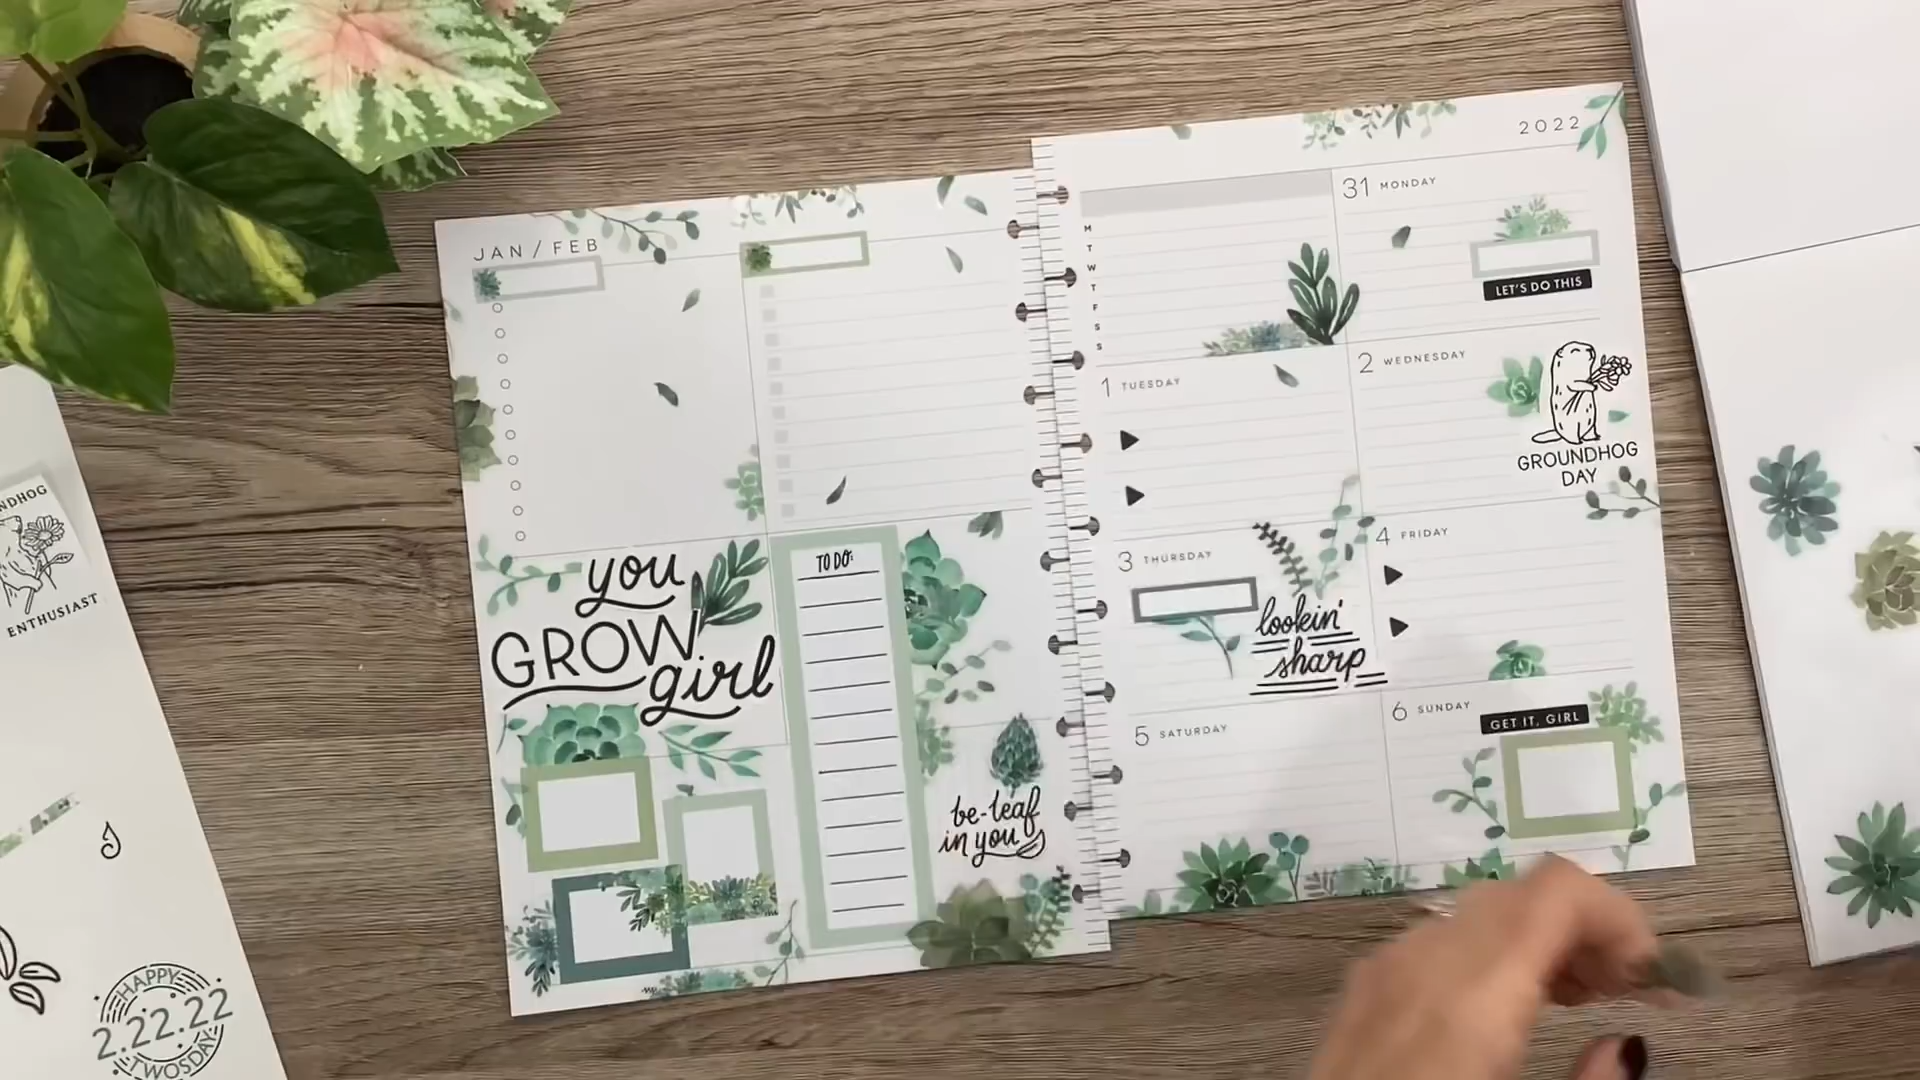 JAN / FEB
you
GROW
girl
TO DO:
be-leaf
in you
2022
M
T
W
T
F
S
S
31 MONDAY
LET'S DO THIS
1 TUESDAY
2 WEDNESDAY
GROUNDHOG
DAY
3 THURSDAY
lookin'
sharp
4 FRIDAY
5 SATURDAY
6 SUNDAY
GET IT, GIRL
ENTHUSIAST
HAPPY
2.22.22
TWOSDAY